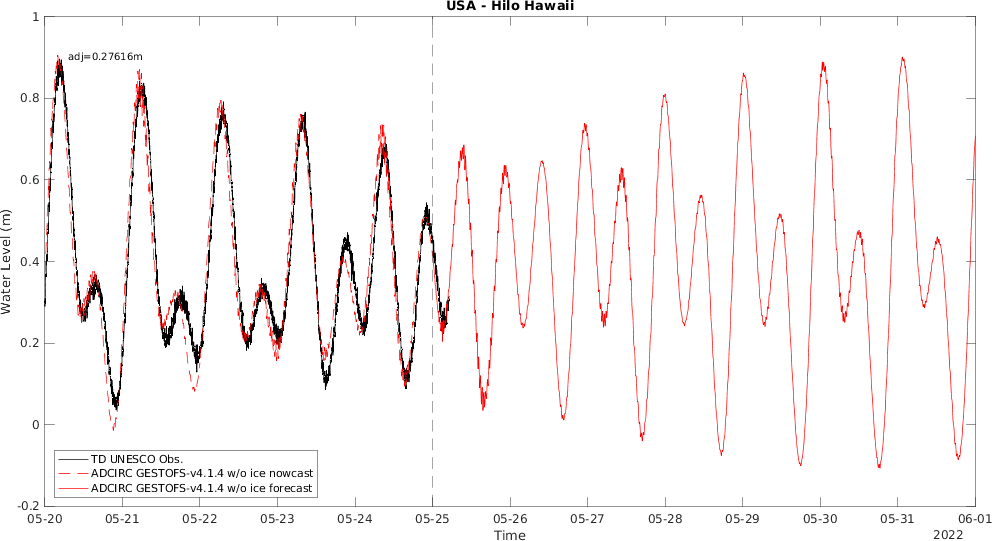 USA - Hilo Hawaii
adj=0.27616m
Water Level (m)
1
0.8
0.6
0.4
0.2
0
-0.2
TD UNESCO Obs.
ADCIRC GESTOFS-v4.1.4 w/o ice nowcast
ADCIRC GESTOFS-v4.1.4 w/o ice forecast
05-20 05-21 05-22 05-23 05-24 05-25 05-26 05-27 05-28 05-29 05-30 05-31 06-01
Time
2022